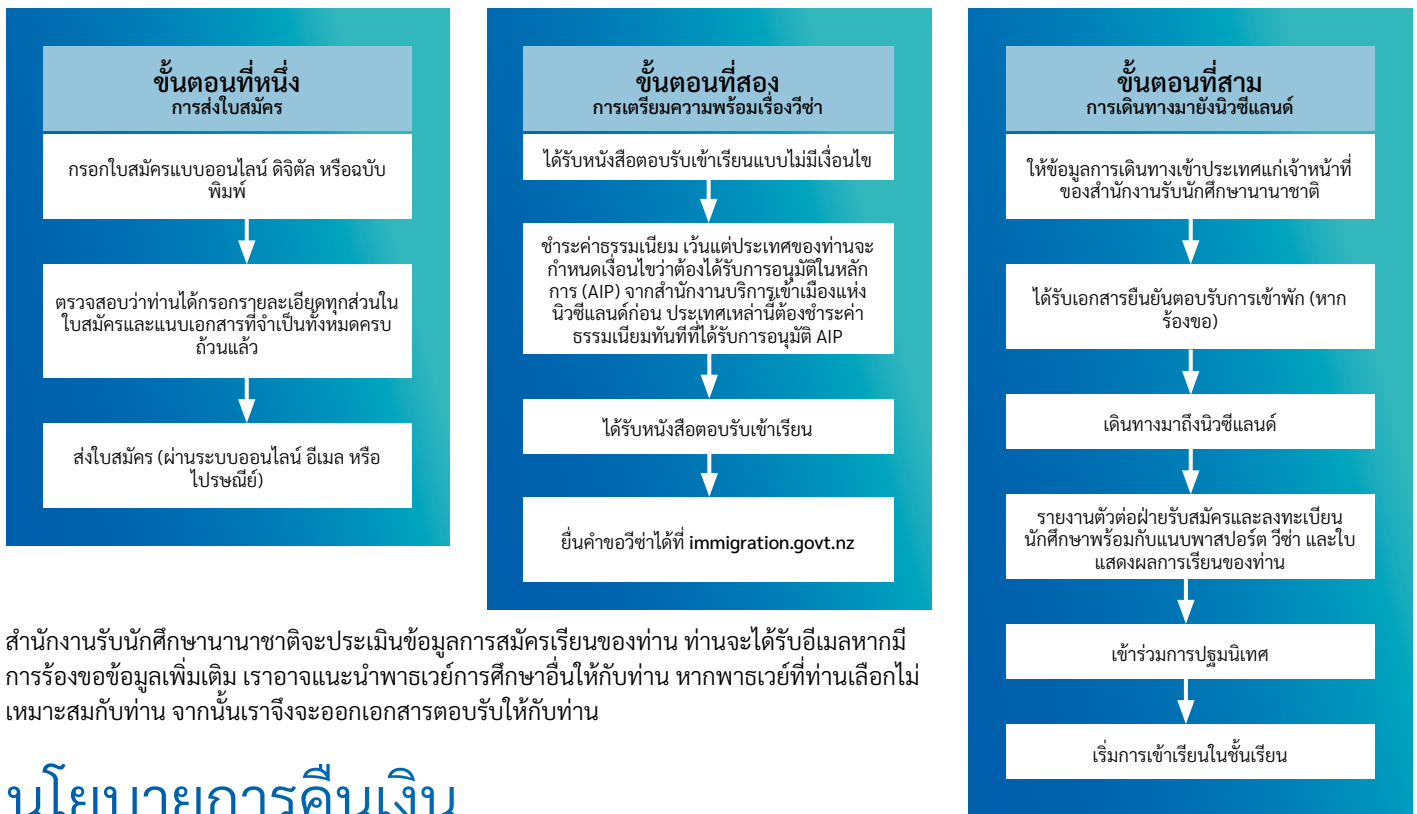 ขั้นตอนที่หนึ่ง
การส่งใบสมัคร
กรอกใบสมัครแบบออนไลน์ ดิจิตัล หรือฉบับ
พิมพ์
ตรวจสอบว่าท่านได้กรอกรายละเอียดทุกส่วนใน
ใบสมัครและแนบเอกสารที่จำเป็นทั้งหมดครบ
ถ้วนแล้ว
ส่งใบสมัคร (ผ่านระบบออนไลน์ อีเมล หรือ
ไปรษณีย์)
ขั้นตอนที่สอง
การเตรียมความพร้อมเรื่องวีซ่า
ได้รับหนังสือตอบรับเข้าเรียนแบบไม่มีเงื่อนไข
ชำระค่าธรรมเนียม เว้นแต่ประเทศของท่านจะ
กำหนดเงื่อนไขว่าต้องได้รับการอนุมัติในหลัก
การ (AIP) จากสำนักงานบริการเข้าเมืองแห่ง
นิวซีแลนด์ก่อน ประเทศเหล่านี้ต้องชำระค่า
ธรรมเนียมทันทีที่ได้รับการอนุมัติ AIP
ได้รับหนังสือตอบรับเข้าเรียน
ยื่นคำขอวีซ่าได้ที่ immigration.govt.nz
ขั้นตอนที่สาม
การเดินทางมายังนิวซีแลนด์
ให้ข้อมูลการเดินทางเข้าประเทศแก่เจ้าหน้าที่
ของสำนักงานรับนักศึกษานานาชาติ
ได้รับเอกสารยืนยันตอบรับการเข้าพัก (หาก
ร้องขอ)
เดินทางมาถึงนิวซีแลนด์
รายงานตัวต่อฝ่ายรับสมัครและลงทะเบียน
นักศึกษาพร้อมกับแนบพาสปอร์ต วีซ่า และใบ
แสดงผลการเรียนของท่าน
เข้าร่วมการปฐมนิเทศ
เริ่มการเข้าเรียนในชั้นเรียน
สำนักงานรับนักศึกษานานาชาติจะประเมินข้อมูลการสมัครเรียนของท่าน ท่านจะได้รับอีเมลหากมี
การร้องขอข้อมูลเพิ่มเติม เราอาจแนะนำพาธเวย์การศึกษาอื่นให้กับท่าน หากพาธเวย์ที่ท่านเลือกไม่
เหมาะสมกับท่าน จากนั้นเราจึงจะออกเอกสารตอบรับให้กับท่าน
นโยบายการคืนเงิน